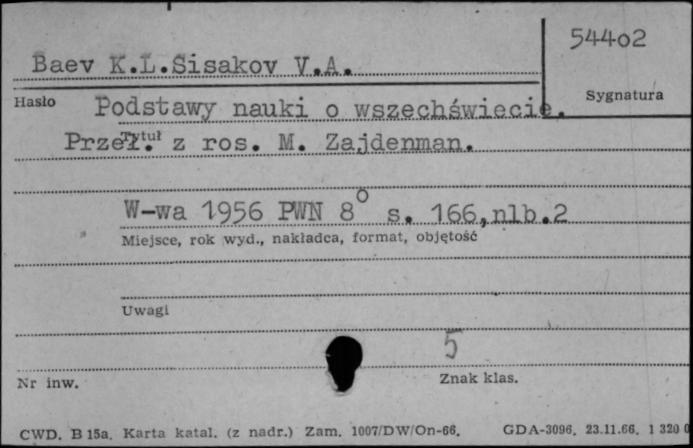 54402
Baev K.L.Sisakov V.A.
Hasło
Podstawy nauki o wszechświecie.
Sygnatura
Tytuł
Przeł. z ros. M. Zajdenman.
W-wa 1956 PWN 8° s. 166,nlb.2
Miejsce, rok wyd., nakładca, format, objętość
Uwagi
5
Nr inw.
Znak klas.
CWD. B 15a. Karta katal. (z nadr.) Zam. 1007/DW/On-66. GDA-3096. 23.11.66. 1 320 0